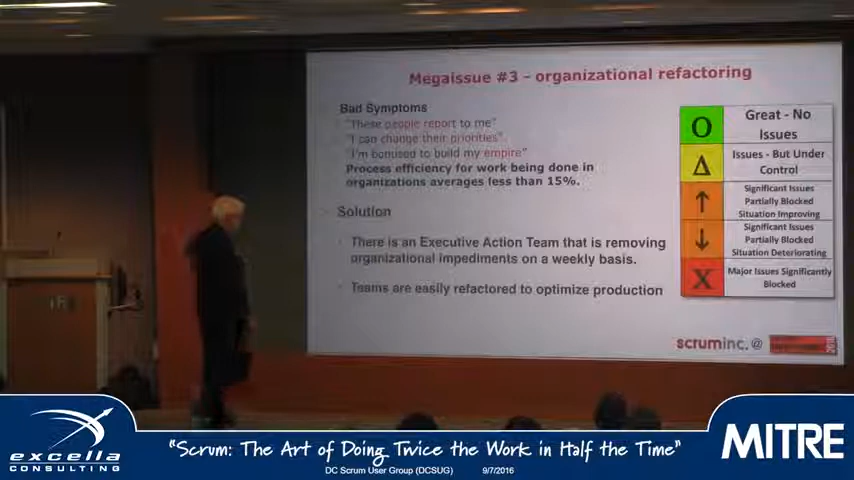 Megaissue #3 – organizational refactoring
Bad Symptoms
"These people report to me"
"I can change their priorities"
"I'm bonused to build my empire"
Process efficiency for work being done in
organizations averages less than 15%.
Solution
There is an Executive Action Team that is removing
organizational impediments on a weekly basis.
Teams are easily refactored to optimize production
O
Great - No
Issues
Δ
Issues - But Under
Control
↑
Significant Issues
Partially Blocked
Situation Improving
↓
Significant Issues
Partially Blocked
Situation Deteriorating
X
Major Issues Significantly
Blocked
scruminc.@
excella
CONSULTING
"Scrum: The Art of Doing Twice the Work in Half the Time"
DC Scrum User Group (DCSUG) 9/7/2016
MITRE